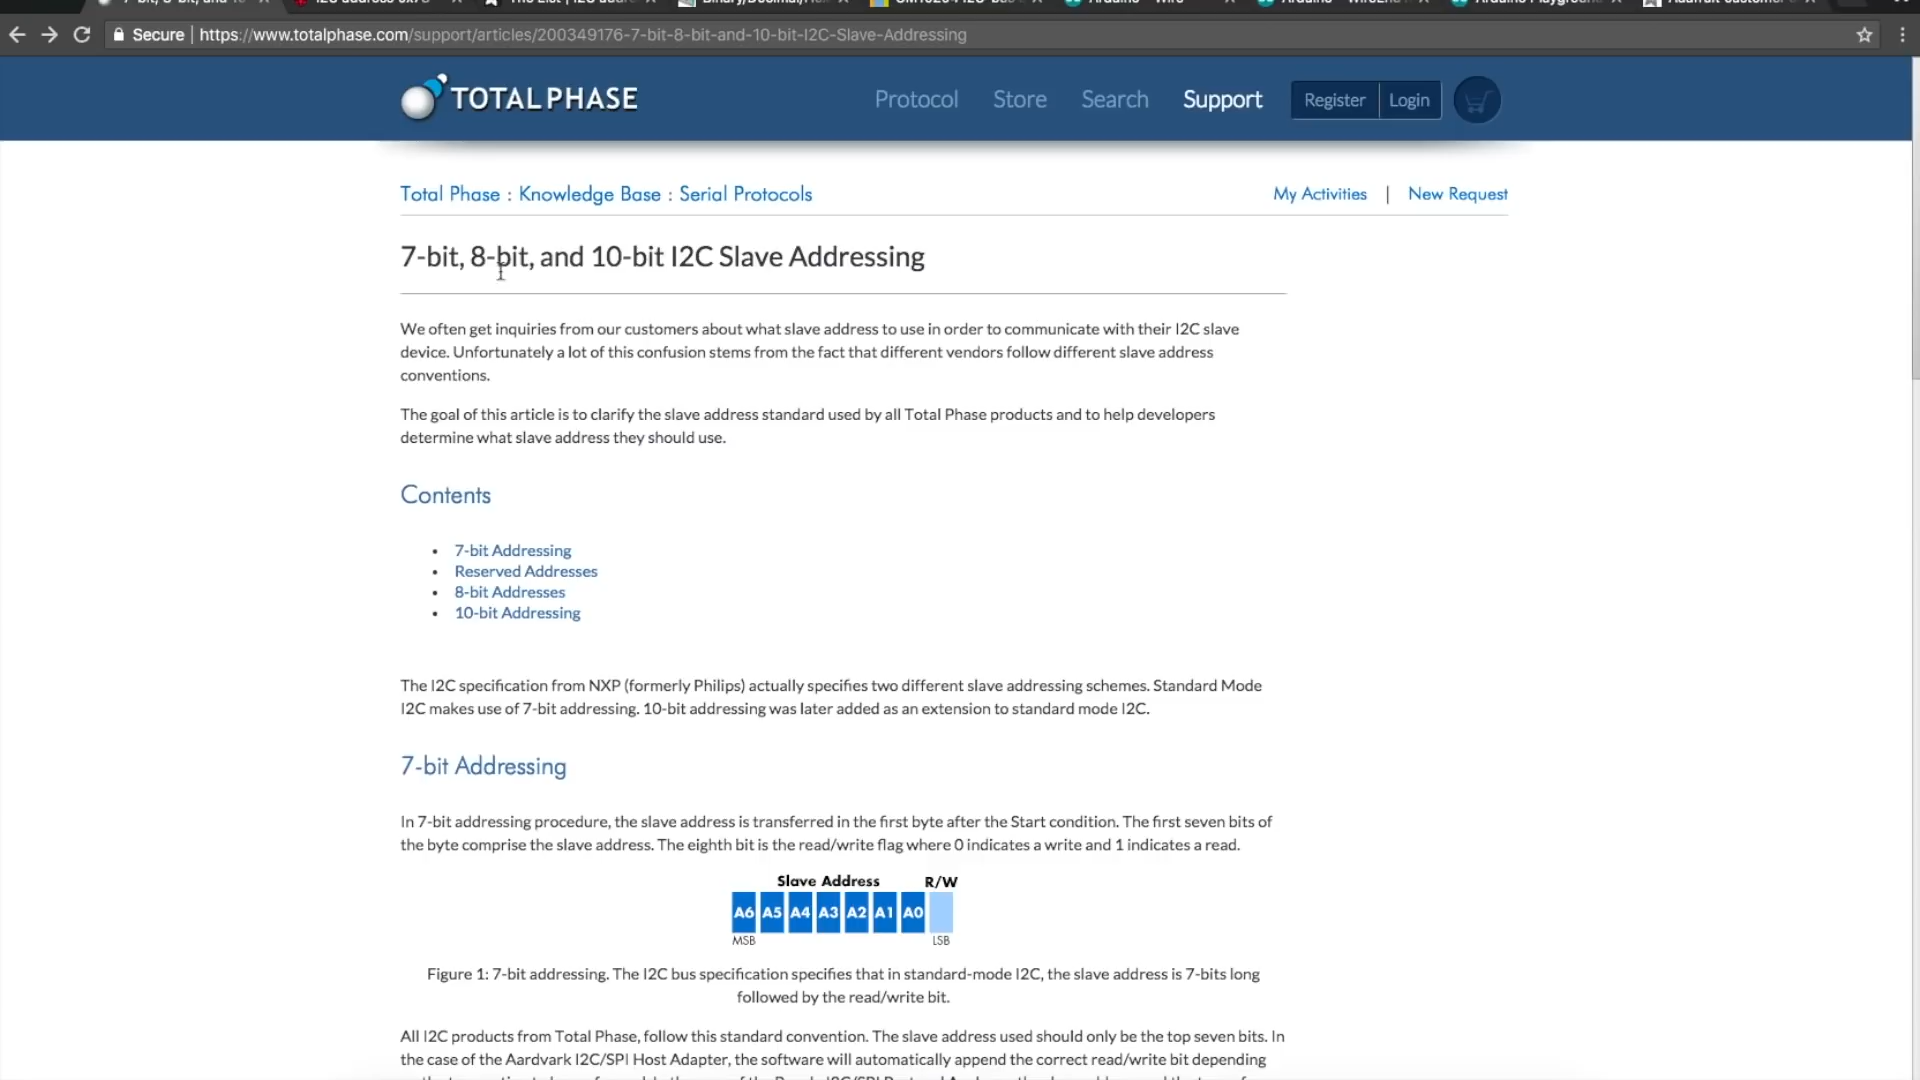 Secure | https://www.totalphase.com/support/articles/200349176-7-bit-8-bit-and-10-bit-I2C-Slave-Addressing
TOTAL PHASE
Protocol Store Search Support Register Login
Total Phase : Knowledge Base : Serial Protocols
My Activities | New Request
7-bit, 8-bit, and 10-bit I2C Slave Addressing
We often get inquiries from our customers about what slave address to use in order to communicate with their I2C slave
device. Unfortunately a lot of this confusion stems from the fact that different vendors follow different slave address
conventions.
The goal of this article is to clarify the slave address standard used by all Total Phase products and to help developers
determine what slave address they should use.
Contents
• 7-bit Addressing
• Reserved Addresses
• 8-bit Addresses
• 10-bit Addressing
The I2C specification from NXP (formerly Philips) actually specifies two different slave addressing schemes. Standard Mode
I2C makes use of 7-bit addressing. 10-bit addressing was later added as an extension to standard mode I2C.
7-bit Addressing
In 7-bit addressing procedure, the slave address is transferred in the first byte after the Start condition. The first seven bits of
the byte comprise the slave address. The eighth bit is the read/write flag where 0 indicates a write and 1 indicates a read.
Slave Address R/W
A6 A5 A4 A3 A2 A1 A0
MSB LSB
Figure 1: 7-bit addressing. The I2C bus specification specifies that in standard-mode I2C, the slave address is 7-bits long
followed by the read/write bit.
All I2C products from Total Phase, follow this standard convention. The slave address used should only be the top seven bits. In
the case of the Aardvark I2C/SPI Host Adapter, the software will automatically append the correct read/write bit depending